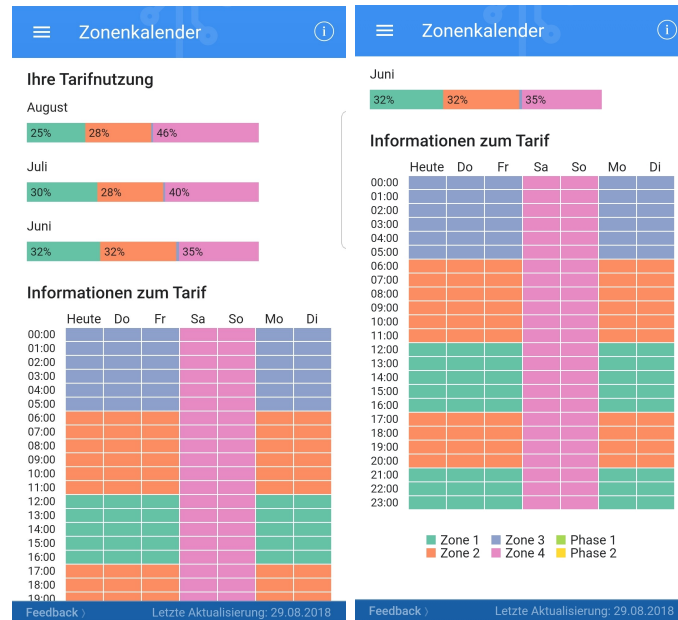 Zonenkalender
i
Ihre Tarifnutzung
August
25% 28% 46%
Juli
30% 28% 40%
Juni
32% 32% 35%
Informationen zum Tarif
Heute Do Fr Sa So Mo Di
00:00
01:00
02:00
03:00
04:00
05:00
06:00
07:00
08:00
09:00
10:00
11:00
12:00
13:00
14:00
15:00
16:00
17:00
18:00
19:00
Feedback 〉 Letzte Aktualisierung: 29.08.2018
Zonenkalender
i
Juni
32% 32% 35%
Informationen zum Tarif
Heute Do Fr Sa So Mo Di
00:00
01:00
02:00
03:00
04:00
05:00
06:00
07:00
08:00
09:00
10:00
11:00
12:00
13:00
14:00
15:00
16:00
17:00
18:00
19:00
20:00
21:00
22:00
23:00
Zone 1 Zone 3 Phase 1
Zone 2 Zone 4 Phase 2
Feedback 〉 Letzte Aktualisierung: 29.08.2018